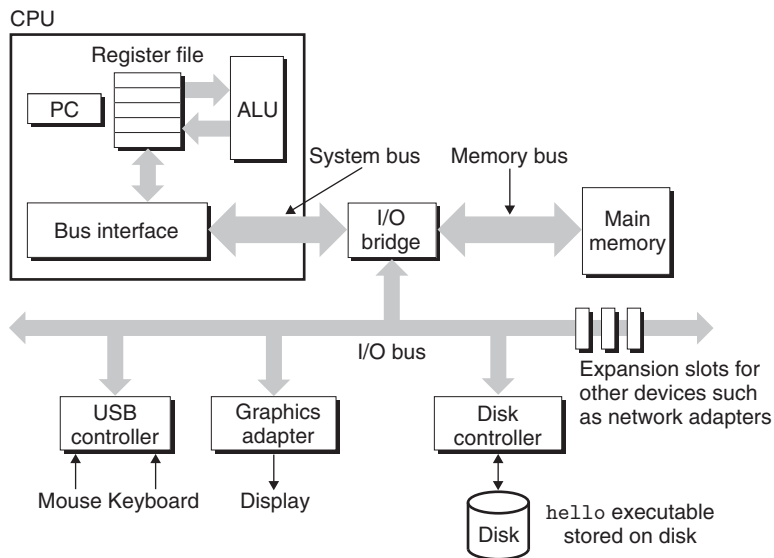 CPU
Register file
PC
ALU
System bus
Memory bus
Bus interface
I/O
bridge
Main
memory
I/O bus
Expansion slots for
other devices such
as network adapters
USB
controller
Graphics
adapter
Disk
controller
Mouse Keyboard
Display
Disk
hello executable
stored on disk